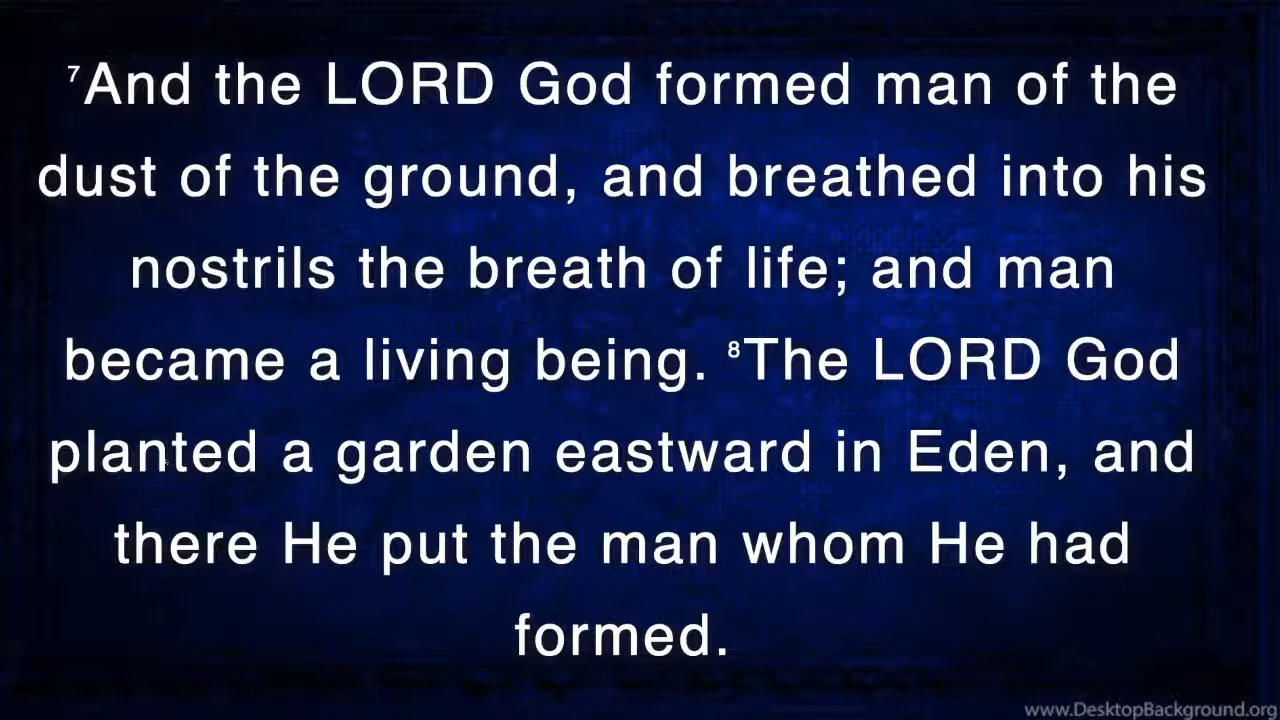 ⁷And the LORD God formed man of the
dust of the ground, and breathed into his
nostrils the breath of life; and man
became a living being. ⁸The LORD God
planted a garden eastward in Eden, and
there He put the man whom He had
formed.
www.DesktopBackground.org